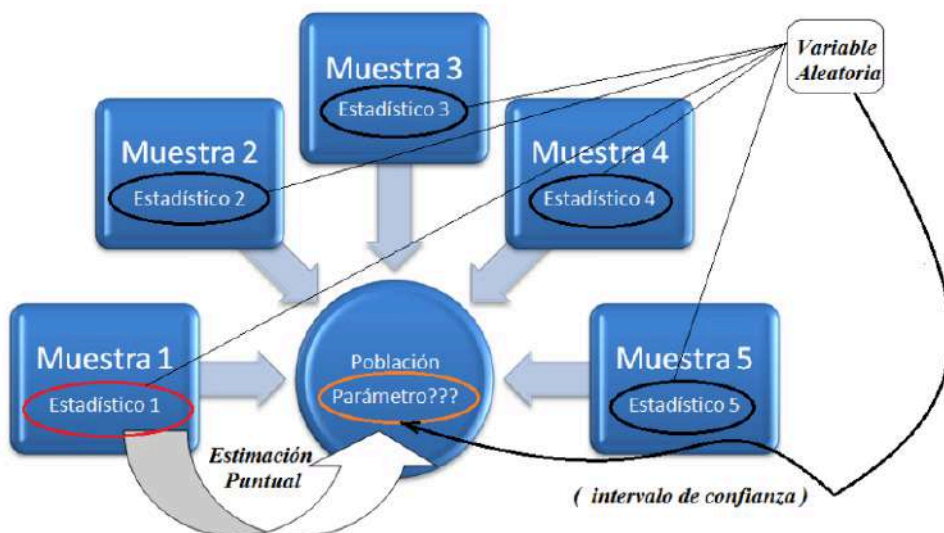 Variable
Aleatoria
Muestra 3
Estadístico 3
Muestra 2
Estadístico 2
Muestra 4
Estadístico 4
Muestra 1
Estadístico 1
Población
Parámetro???
Muestra 5
Estadístico 5
Estimación
Puntual
( intervalo de confianza )